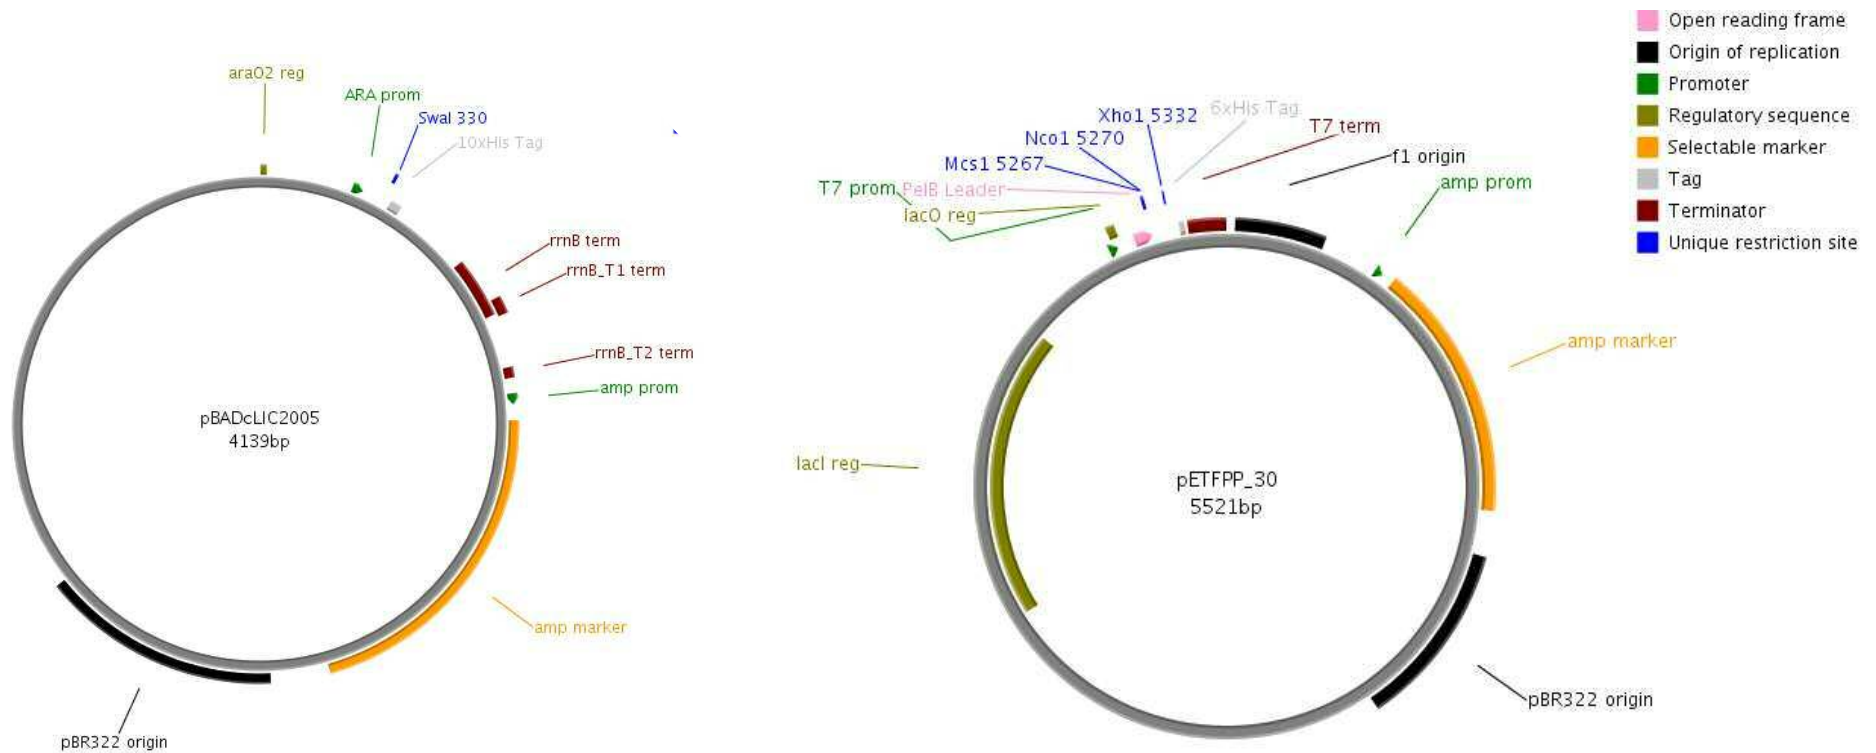 araO2 reg
ARA prom
SwaI 330
10xHis Tag
rrnB term
rrnB_T1 term
rrnB_T2 term
amp prom
pBADcLIC2005
4139bp
amp marker
pBR322 origin
6xHis Tag
Xho1 5332
T7 term
Nco1 5270
f1 origin
Mcs1 5267
amp prom
T7 prom
PelB Leader
lacO reg
amp marker
lacI reg
pETFPP_30
5521bp
pBR322 origin
Open reading frame
Origin of replication
Promoter
Regulatory sequence
Selectable marker
Tag
Terminator
Unique restriction site